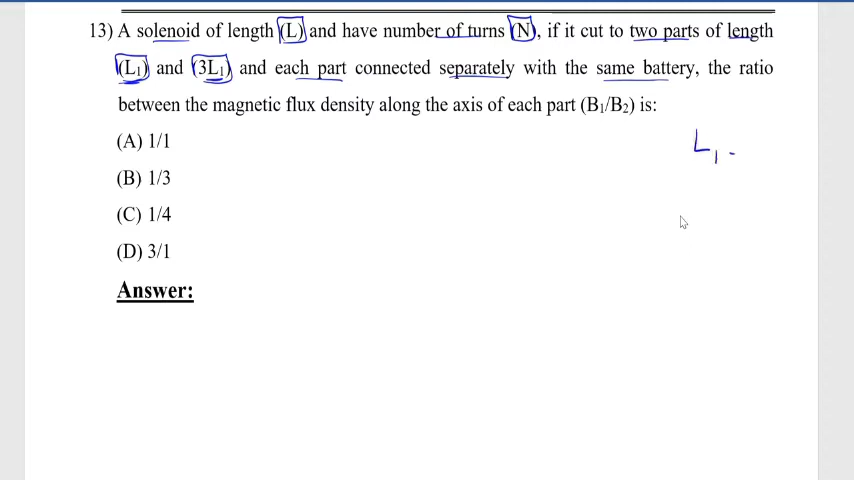 13) A solenoid of length (L) and have number of turns (N), if it cut to two parts of length
(L₁) and (3L₁) and each part connected separately with the same battery, the ratio
between the magnetic flux density along the axis of each part (B₁/B₂) is:
(A) 1/1
L₁ -
(B) 1/3
(C) 1/4
(D) 3/1
Answer: